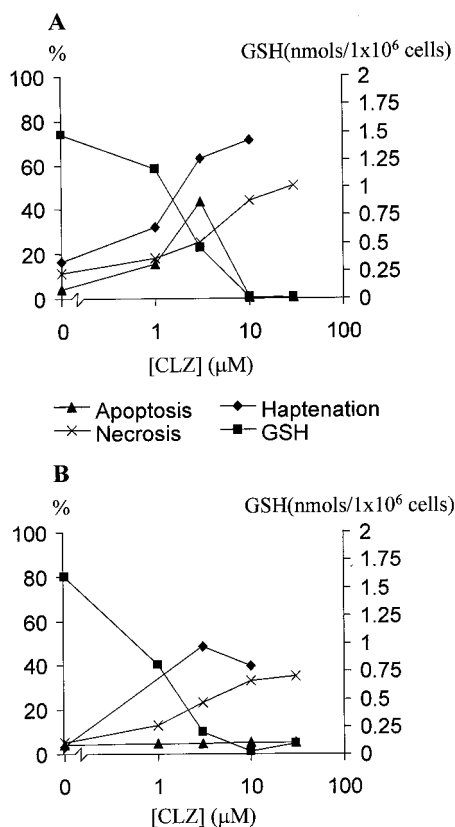 A
% GSH(nmols/1x10⁶ cells)
100 2
1.75
80 1.5
60 1.25
1
40 0.75
20 0.5
0.25
0 0
0 1 10 100
[CLZ] (μM)
Apoptosis Haptenation
Necrosis GSH
B
% GSH(nmols/1x10⁶ cells)
100 2
1.75
80 1.5
60 1.25
1
40 0.75
20 0.5
0.25
0 0
0 1 10 100
[CLZ] (μM)